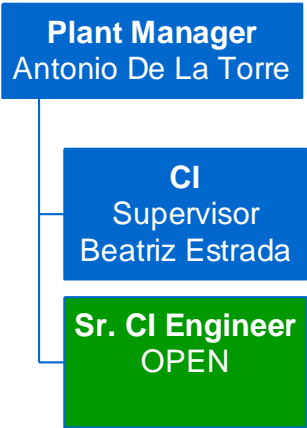 Plant Manager
Antonio De La Torre
CI
Supervisor
Beatriz Estrada
Sr. CI Engineer
OPEN